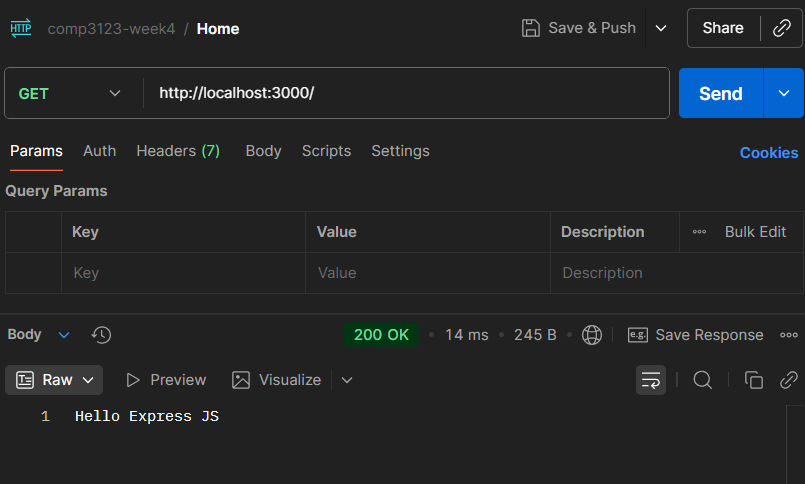 HTTP comp3123-week4 / Home Save & Push Share
GET http://localhost:3000/ Send
Params Auth Headers (7) Body Scripts Settings Cookies
Query Params
Key Value Description Bulk Edit
Key Value Description
Body 200 OK 14 ms 245 B e.g. Save Response
Raw Preview Visualize
1 Hello Express JS